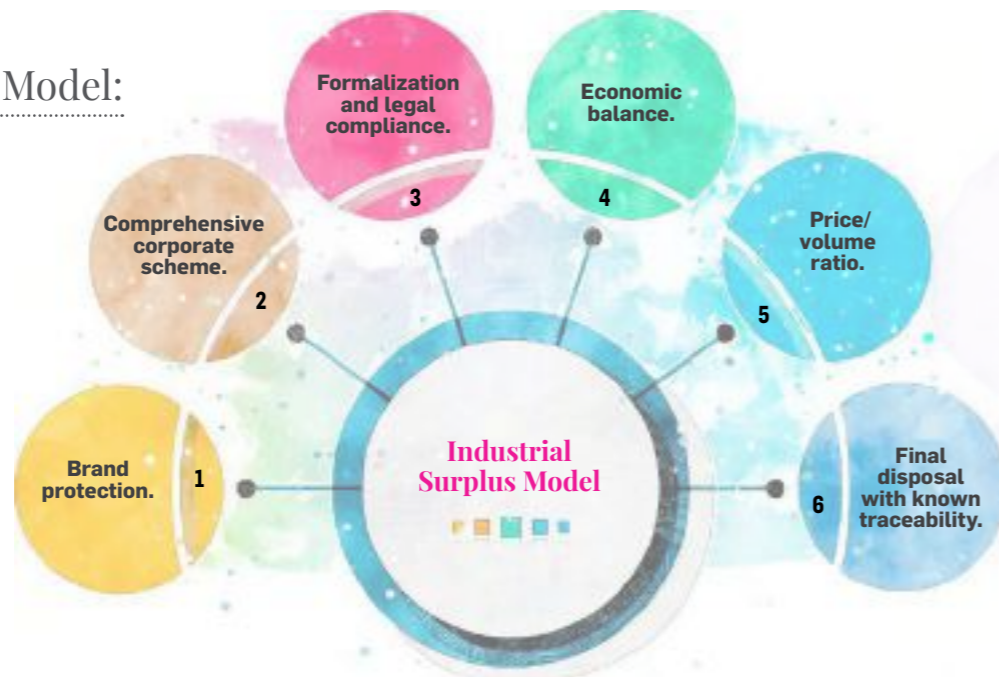 Model:
Brand
protection.
1
Comprehensive
corporate
scheme.
2
Formalization
and legal
compliance.
3
Economic
balance.
4
Price/
volume
ratio.
5
Final
disposal
with known
traceability.
6
Industrial
Surplus Model